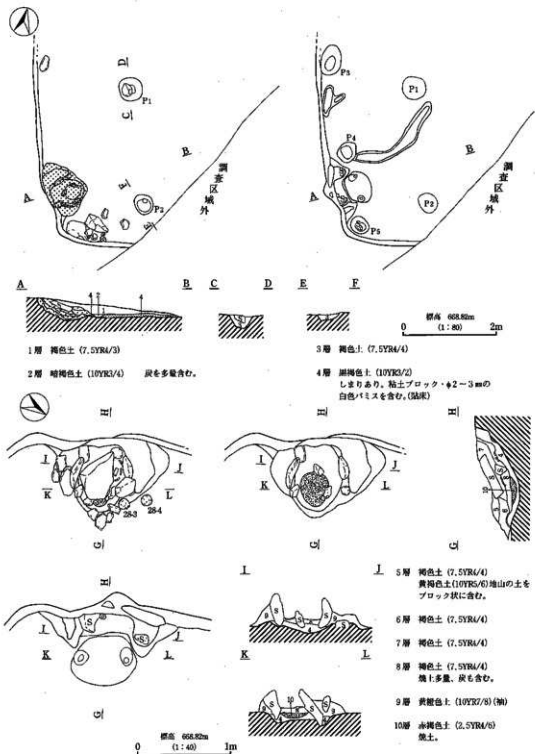 D
P1
C
B
E
P2
F
A
調査区域外
P3
P1
P4
B
A
P2
P5
調査区域外
A B C D E F
1層 褐色土 (7.5YR4/3)
2層 暗褐色土 (10YR3/4) 炭を多量含む。
3層 褐色土 (7.5YR4/4)
4層 黒褐色土 (10YR3/2)
しまりあり。粘土ブロック・φ2~3㎜の
白色パミスを含む。(貼床)
標高 668.82m
(1:80)
0 2m
H H H
I J I J
K L K L
28-3 28-4
G G G
H
I J
K L
G
I J
K L
5層 褐色土 (7.5YR4/4)
黄褐色土(10YR5/6)地山の土を
ブロック状に含む。
6層 褐色土 (7.5YR4/4)
7層 褐色土 (7.5YR4/4)
8層 褐色土 (7.5YR4/4)
焼土多量、炭も含む。
9層 黄橙色土 (10YR7/8)(袖)
10層 赤褐色土 (2.5YR4/6)
焼土。
標高 668.82m
(1:40)
0 1m